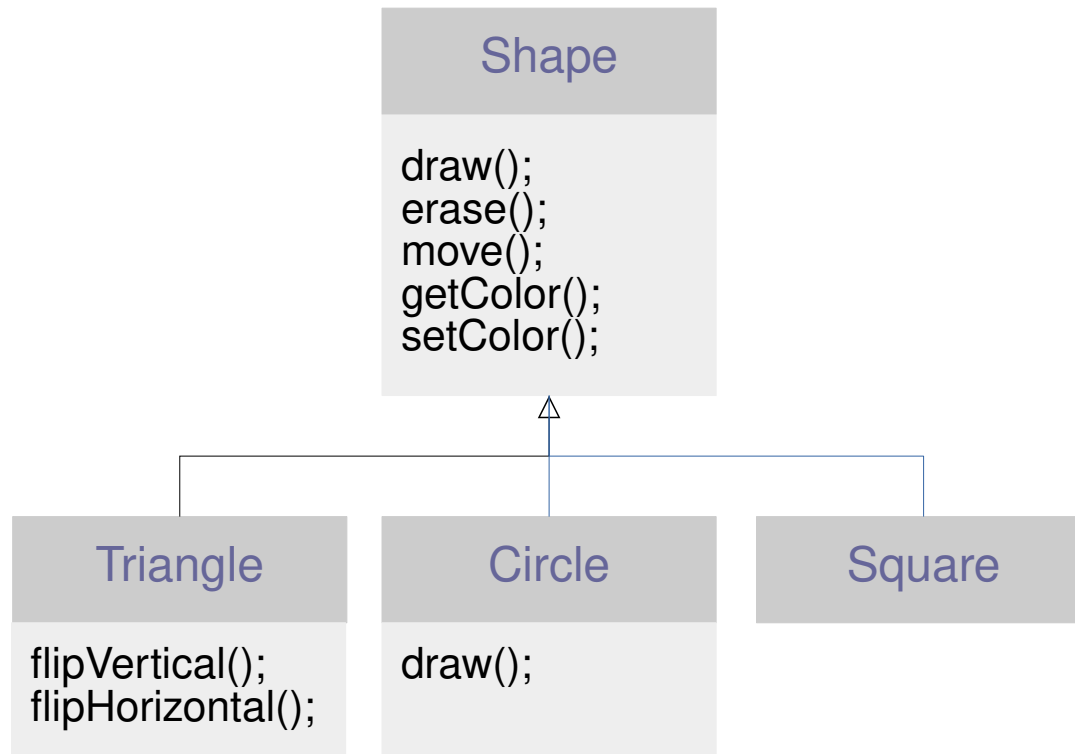 Shape
draw();
erase();
move();
getColor();
setColor();
Triangle
flipVertical();
flipHorizontal();
Circle
draw();
Square